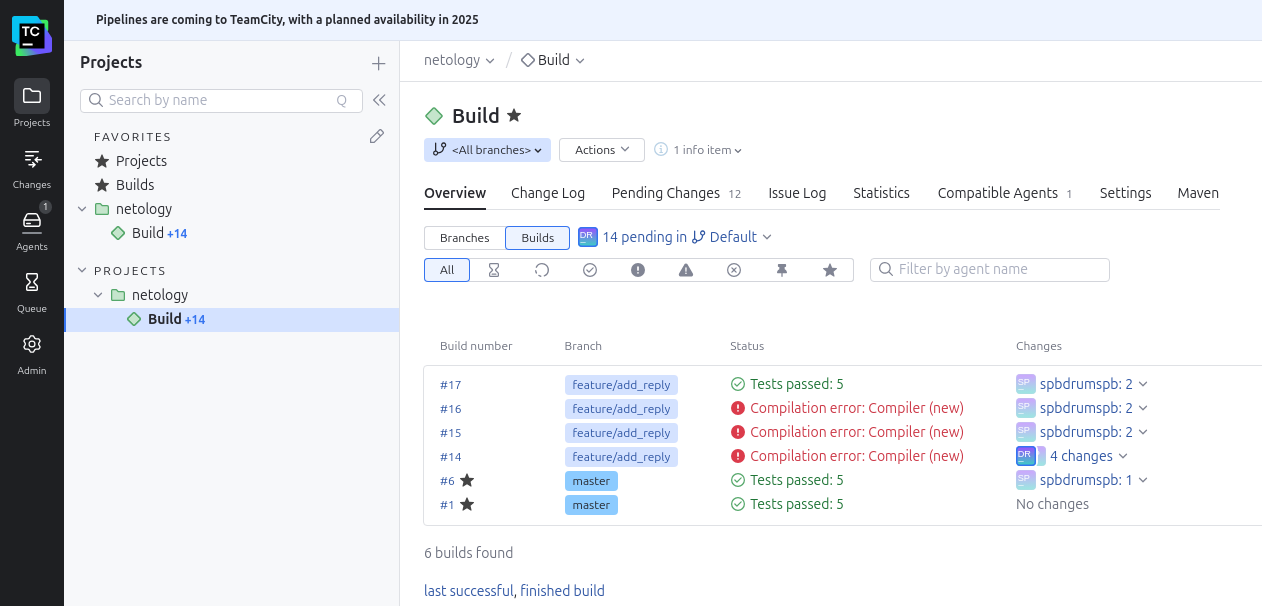 Pipelines are coming to TeamCity, with a planned availability in 2025
TC
Projects
Changes
1
Agents
Queue
Admin
Projects
Search by name Q
FAVORITES
Projects
Builds
netology
Build +14
PROJECTS
netology
Build +14
netology / Build
Build
<All branches> Actions 1 info item
Overview Change Log Pending Changes 12 Issue Log Statistics Compatible Agents 1 Settings Maven
Branches Builds DR 14 pending in Default
All Filter by agent name
Build number Branch Status Changes
#17 feature/add_reply Tests passed: 5 SP spbdrumspb: 2
#16 feature/add_reply Compilation error: Compiler (new) SP spbdrumspb: 2
#15 feature/add_reply Compilation error: Compiler (new) SP spbdrumspb: 2
#14 feature/add_reply Compilation error: Compiler (new) DR 4 changes
#6 master Tests passed: 5 SP spbdrumspb: 1
#1 master Tests passed: 5 No changes
6 builds found
last successful, finished build